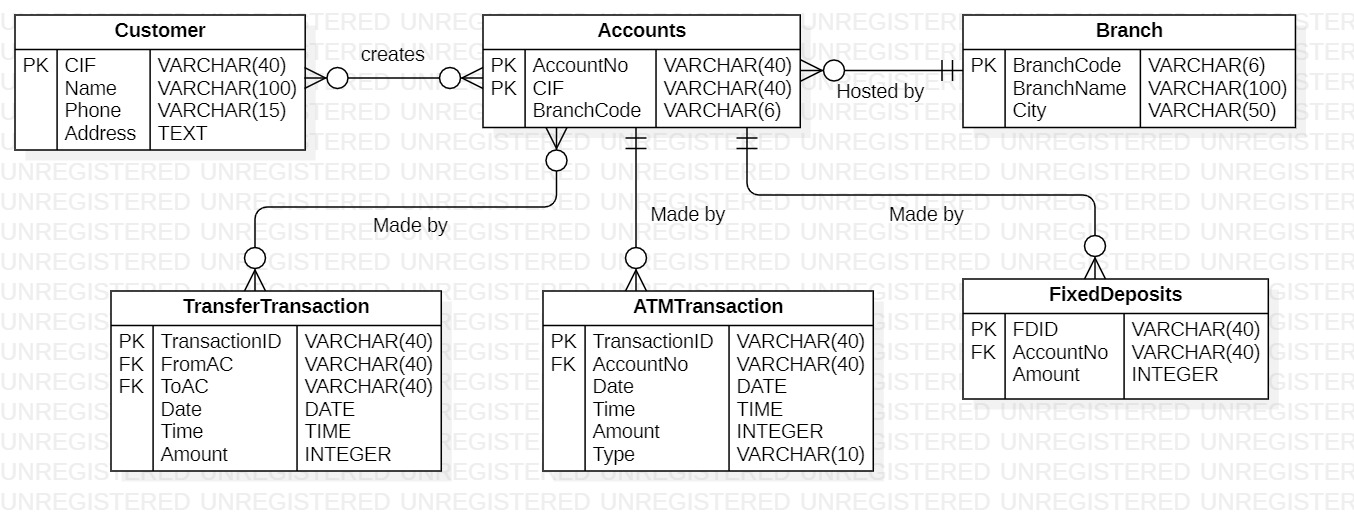 Customer
PK CIF VARCHAR(40)
Name VARCHAR(100)
Phone VARCHAR(15)
Address TEXT
creates
Accounts
PK AccountNo VARCHAR(40)
PK CIF VARCHAR(40)
BranchCode VARCHAR(6)
Hosted by
Branch
PK BranchCode VARCHAR(6)
BranchName VARCHAR(100)
City VARCHAR(50)
Made by
Made by
Made by
TransferTransaction
PK TransactionID VARCHAR(40)
FK FromAC VARCHAR(40)
FK ToAC VARCHAR(40)
Date DATE
Time TIME
Amount INTEGER
ATMTransaction
PK TransactionID VARCHAR(40)
FK AccountNo VARCHAR(40)
Date DATE
Time TIME
Amount INTEGER
Type VARCHAR(10)
FixedDeposits
PK FDID VARCHAR(40)
FK AccountNo VARCHAR(40)
Amount INTEGER
UNREGISTERED UNREGISTERED UNREGISTERED UNREGISTERED UNREGISTERED UNREGISTERED